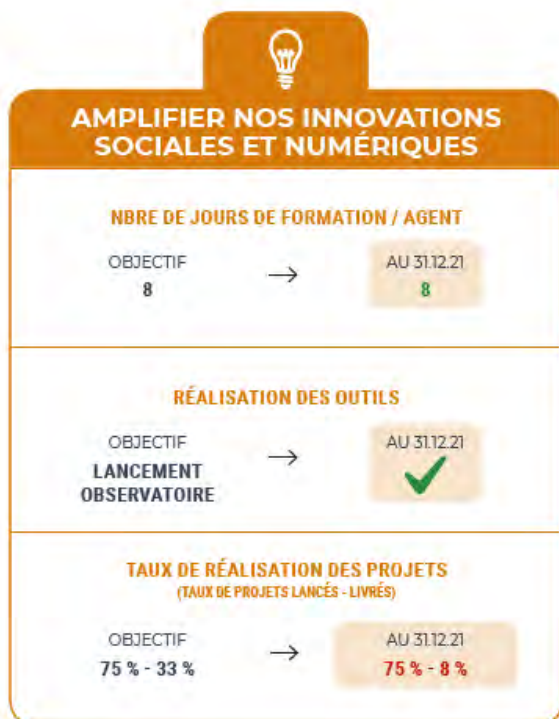 AMPLIFIER NOS INNOVATIONS
SOCIALES ET NUMÉRIQUES
NBRE DE JOURS DE FORMATION / AGENT
OBJECTIF
8
AU 31.12.21
8
RÉALISATION DES OUTILS
OBJECTIF
LANCEMENT
OBSERVATOIRE
AU 31.12.21
TAUX DE RÉALISATION DES PROJETS
(TAUX DE PROJETS LANCÉS - LIVRÉS)
OBJECTIF
75 % - 33 %
AU 31.12.21
75 % - 8 %